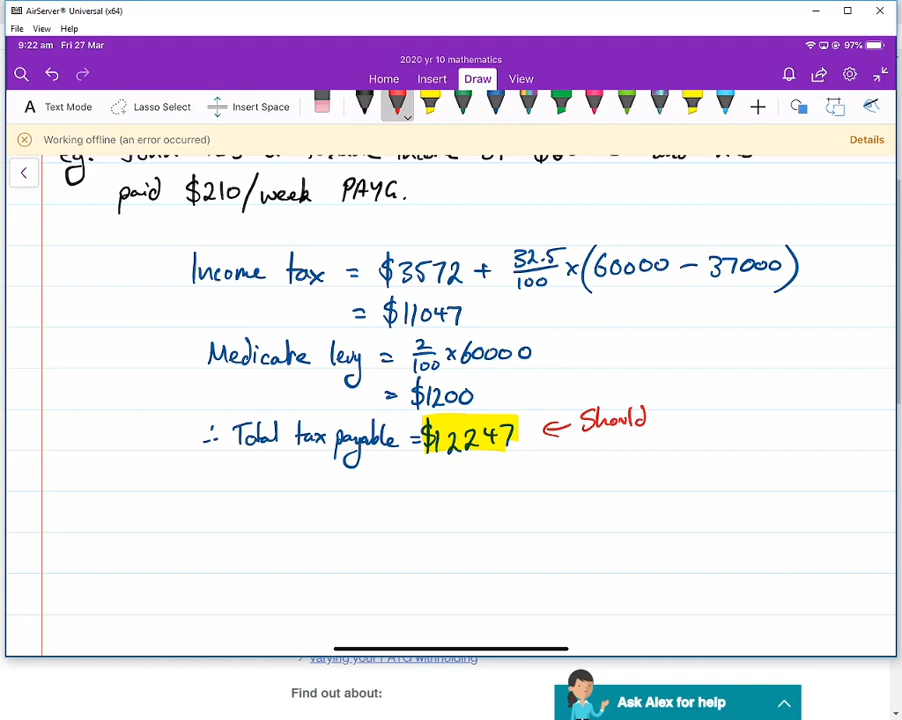 AirServer® Universal (x64)
File View Help
9:22 am Fri 27 Mar
97%
2020 yr 10 mathematics
Home Insert Draw View
A Text Mode Lasso Select Insert Space
Working offline (an error occurred) Details
paid $210/week PAYG.
Income tax = $3572 + 32.5/100 × (60000 - 37000)
= $11047
Medicare levy = 2/100 × 60000
= $1200
∴ Total tax payable = $12247 ← Should
Find out about:
Ask Alex for help